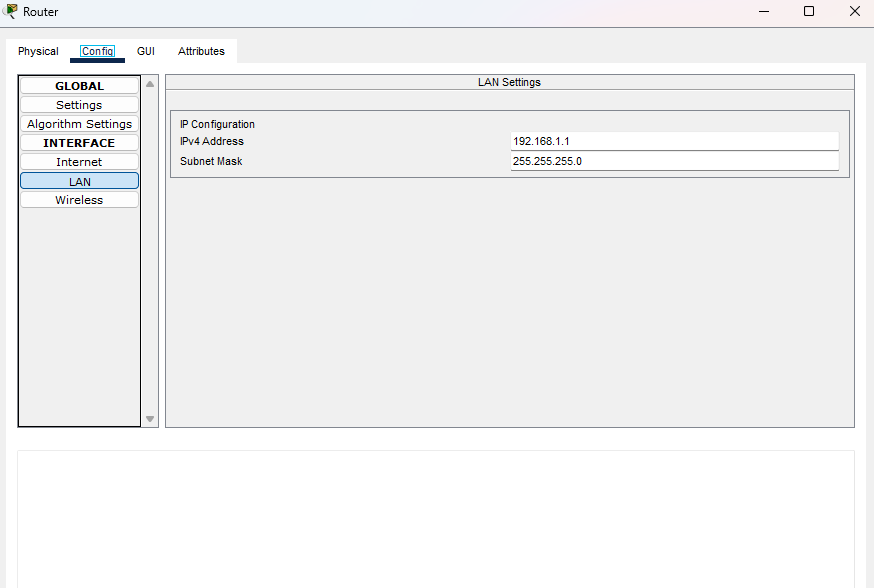 Router
Physical Config GUI Attributes
GLOBAL
Settings
Algorithm Settings
INTERFACE
Internet
LAN
Wireless
LAN Settings
IP Configuration
IPv4 Address 192.168.1.1
Subnet Mask 255.255.255.0